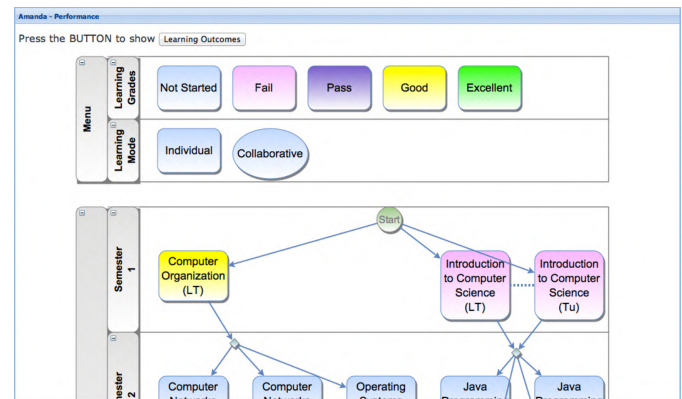 Amanda - Performance
Press the BUTTON to show Learning Outcomes
Menu
Learning
Grades
Not Started
Fail
Pass
Good
Excellent
Learning
Mode
Individual
Collaborative
Start
Semester
1
Computer
Organization
(LT)
Introduction
to Computer
Science
(LT)
Introduction
to Computer
Science
(Tu)
2
Computer
Computer
Operating
Java
Java